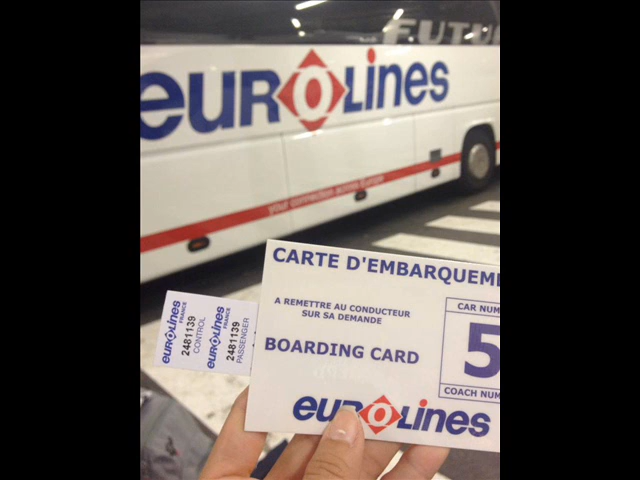 FUTU
eurolines
your connection across Europe
CARTE D'EMBARQUEM
A REMETTRE AU CONDUCTEUR
SUR SA DEMANDE
BOARDING CARD
CAR NUM
5
COACH NUM
eurolines
EUROLINES
FRANCE
2481139
CONTROL
EUROLINES
FRANCE
2481139
PASSENGER